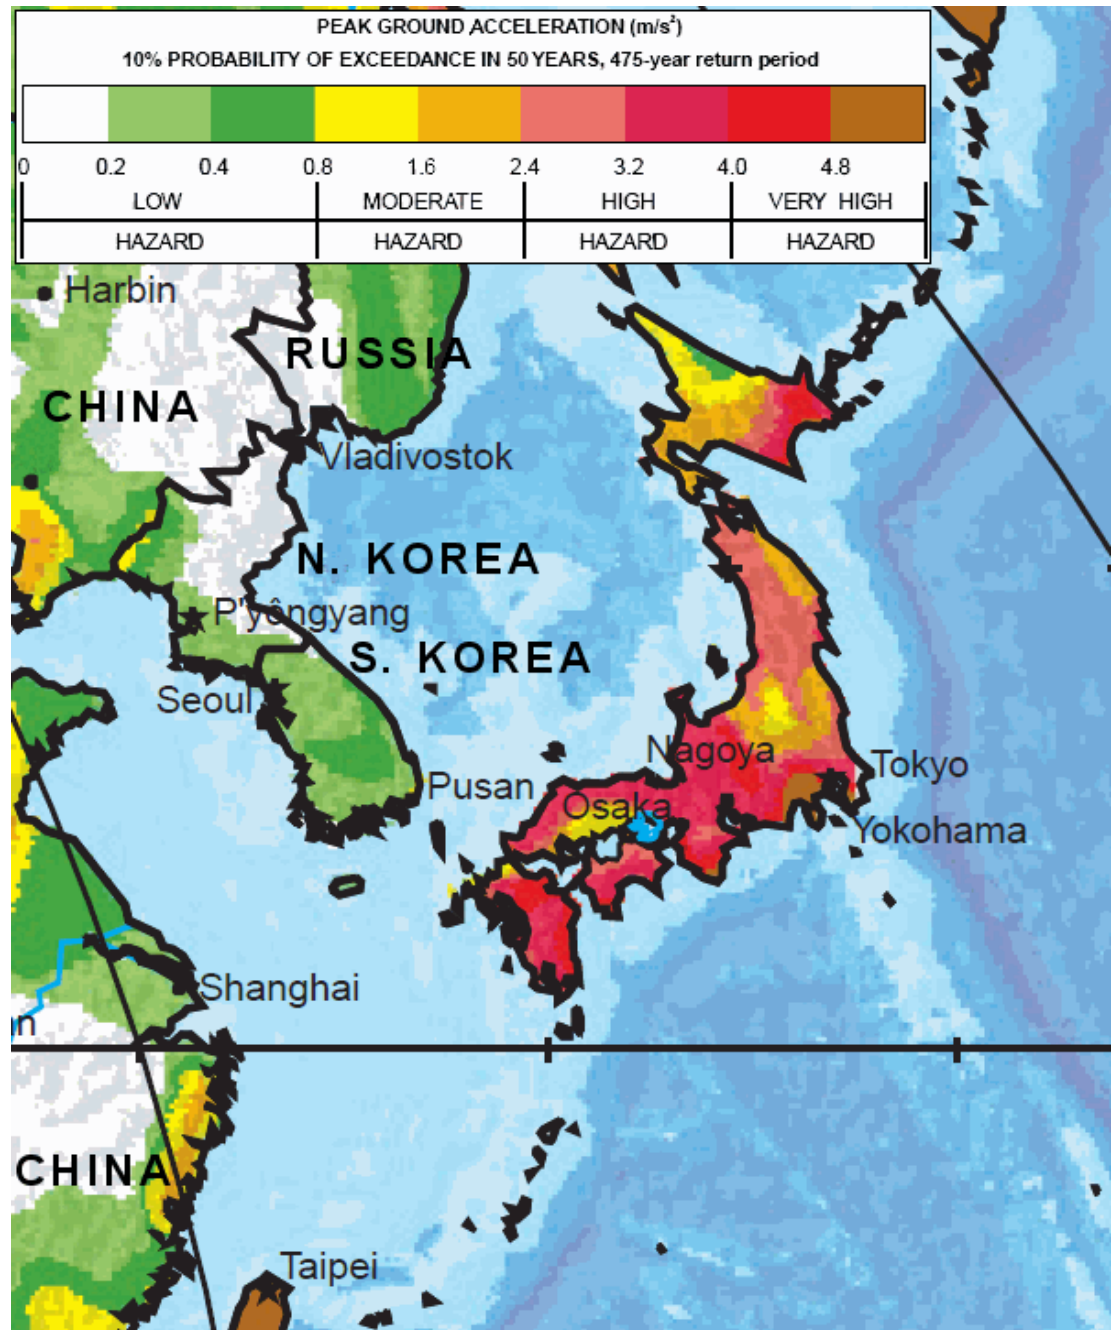 PEAK GROUND ACCELERATION (m/s²)
10% PROBABILITY OF EXCEEDANCE IN 50 YEARS, 475-year return period
0 0.2 0.4 0.8 1.6 2.4 3.2 4.0 4.8
LOW MODERATE HIGH VERY HIGH
HAZARD HAZARD HAZARD HAZARD
Harbin
RUSSIA
CHINA
Vladivostok
N. KOREA
P'yôngyang
S. KOREA
Seoul
Nagoya
Tokyo
Pusan
Osaka
Yokohama
Shanghai
n
CHINA
Taipei